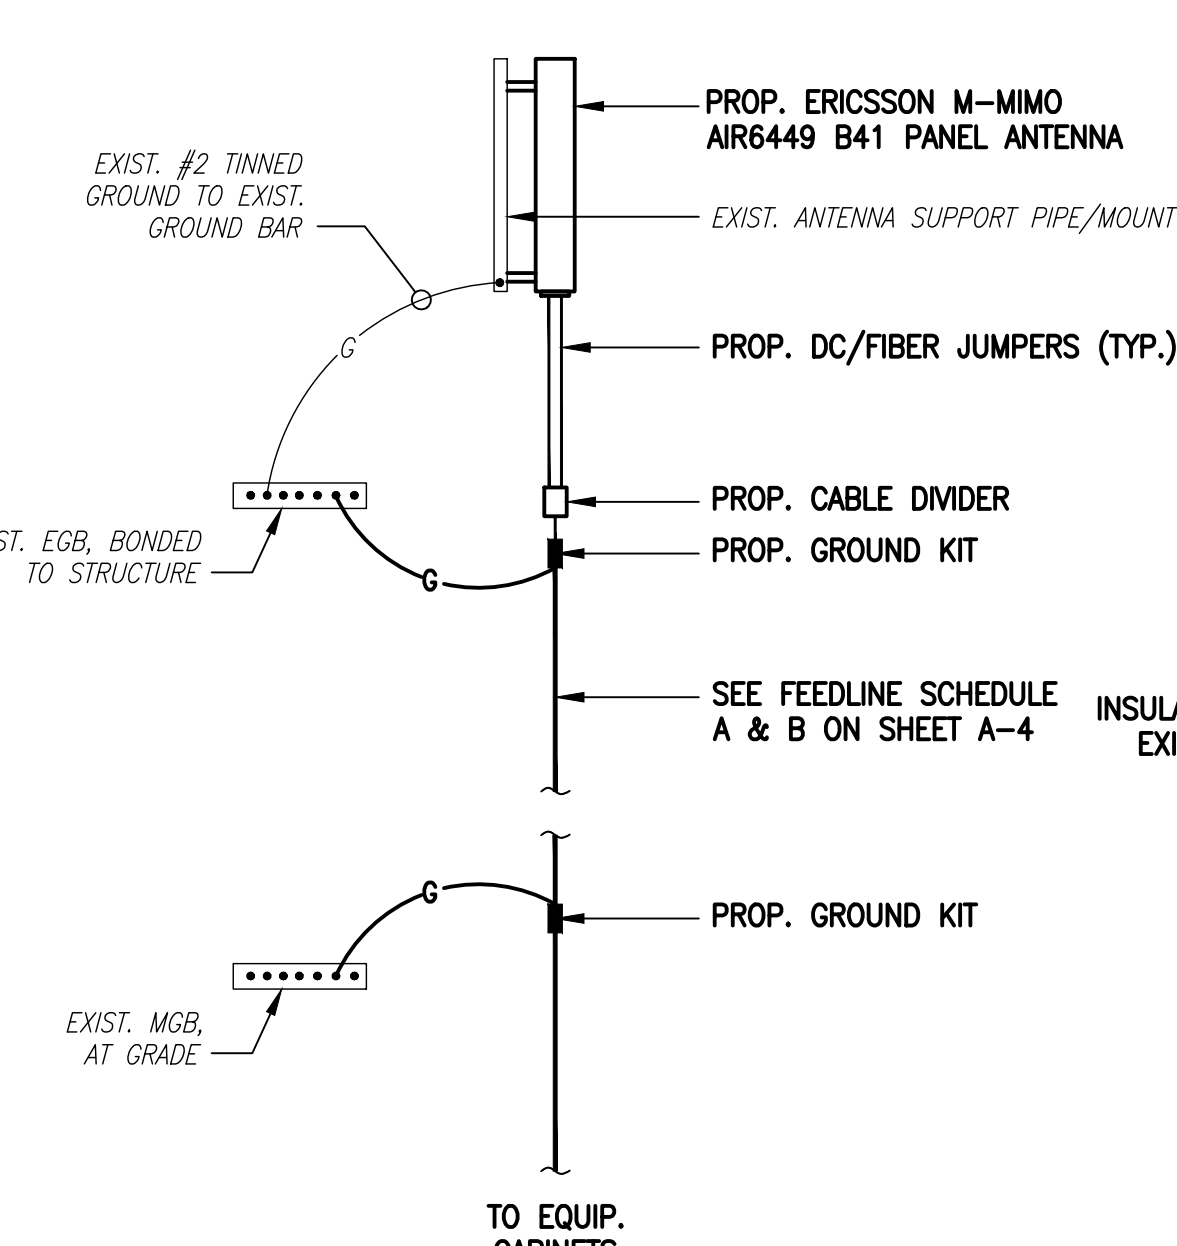 PROP. ERICSSON M-MIMO
AIR6449 B41 PANEL ANTENNA
EXIST. #2 TINNED
GROUND TO EXIST.
GROUND BAR
EXIST. ANTENNA SUPPORT PIPE/MOUNT
G
PROP. DC/FIBER JUMPERS (TYP.)
PROP. CABLE DIVIDER
EGB, BONDED
TO STRUCTURE
PROP. GROUND KIT
G
SEE FEEDLINE SCHEDULE
A & B ON SHEET A-4
G
PROP. GROUND KIT
EXIST. MGB,
AT GRADE
TO EQUIP.
CABINETS